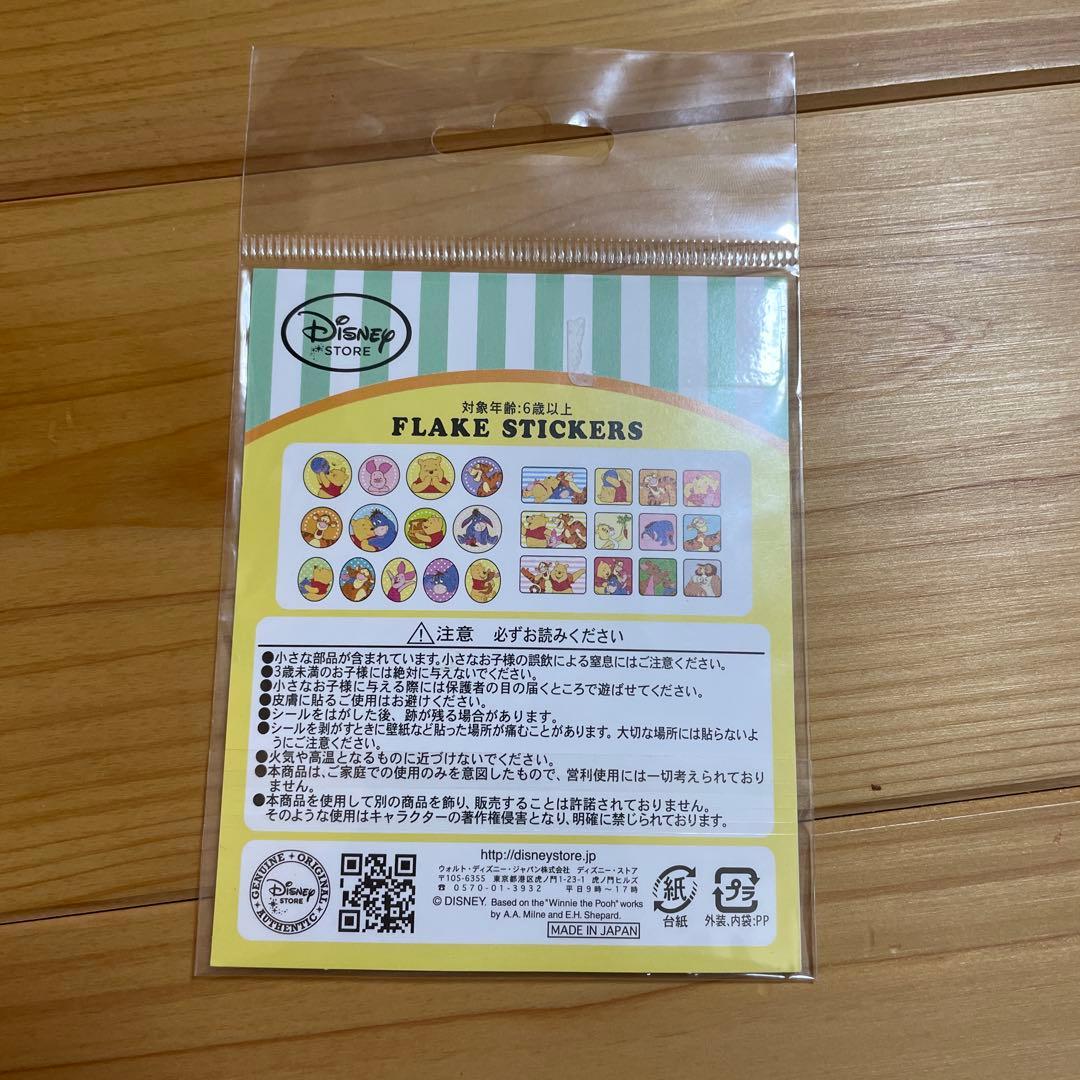 Disney
STORE
対象年齢:6歳以上
FLAKE STICKERS
注意 必ずお読みください
●小さな部品が含まれています。小さなお子様の誤飲による窒息にはご注意ください。
●3歳未満のお子様には絶対に与えないでください。
●小さなお子様に与える際には保護者の目の届くところで遊ばせてください。
●皮膚に貼るご使用はお避けください。
●シールをはがした後、跡が残る場合があります。
●シールを剥がすときに壁紙など貼った場所が痛むことがあります。大切な場所には貼らないよ
うにご注意ください。
●火気や高温となるものに近づけないでください。
●本商品は、ご家庭での使用のみを意図したもので、営利使用には一切考えられており
ません。
●本商品を使用して別の商品を飾り、販売することは許諾されておりません。
そのような使用はキャラクターの著作権侵害となり、明確に禁じられております。
GENUINE ORIGINAL
Disney
STORE
AUTHENTIC
http://disneystore.jp
ウォルト・ディズニー・ジャパン株式会社 ディズニー・ストア
〒105-6355 東京都港区虎ノ門1-23-1 虎ノ門ヒルズ
☎0570-01-3932 平日9時～17時
© DISNEY. Based on the "Winnie the Pooh" works
by A.A. Milne and E.H. Shepard.
MADE IN JAPAN
紙
台紙
プラ
外装、内袋:PP